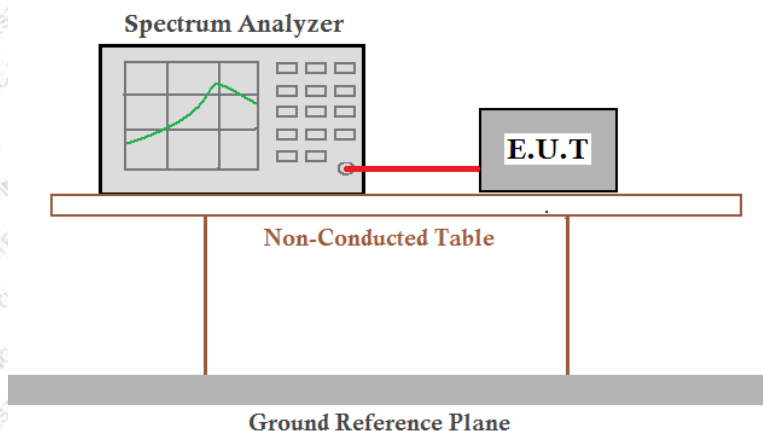 Spectrum Analyzer
E.U.T
Non-Conducted Table
Ground Reference Plane